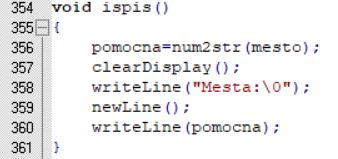 354 void ispis()
355 {
356 pomocna=num2str(mesto);
357 clearDisplay();
358 writeLine("Mesta:\0");
359 newLine();
360 writeLine(pomocna);
361 }